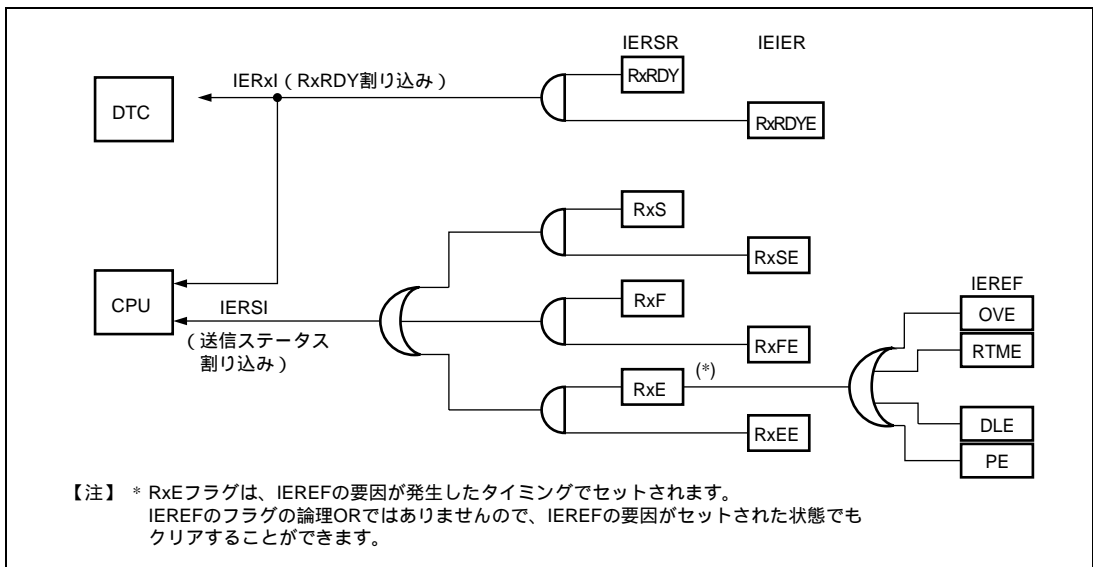 IERSR IEIER
IERxI（RxRDY割り込み）
RxRDY
DTC
RxRDYE
RxS
RxSE
CPU
IERSI
（送信ステータス
割り込み）
RxF
RxFE
IEREF
OVE
RTME
RxE
(*)
DLE
RxEE
PE
【注】 * RxEフラグは、IEREFの要因が発生したタイミングでセットされます。
IEREFのフラグの論理ORではありませんので、IEREFの要因がセットされた状態でも
クリアすることができます。